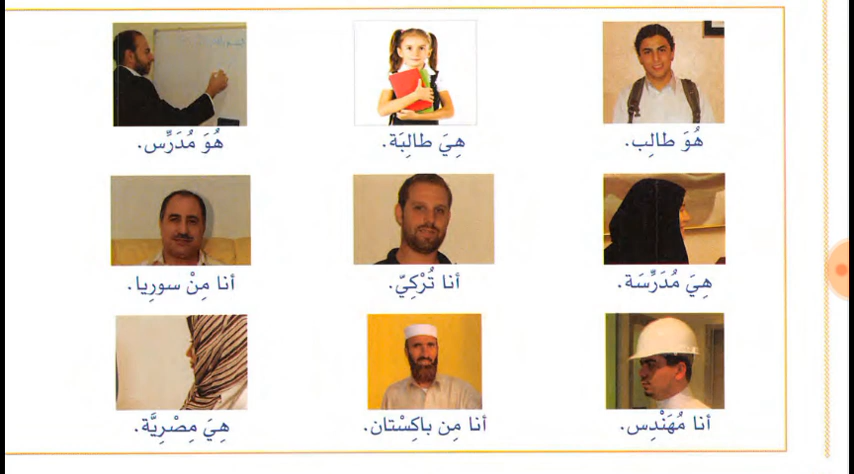 هُوَ طالِب.
هِيَ طالِبَة.
هُوَ مُدَرِّس.
هِيَ مُدَرِّسَة.
أنا تُرْكِيّ.
أنا مِنْ سوريا.
أنا مُهَنْدِس.
أنا مِن باكِسْتان.
هِيَ مِصْرِيَّة.